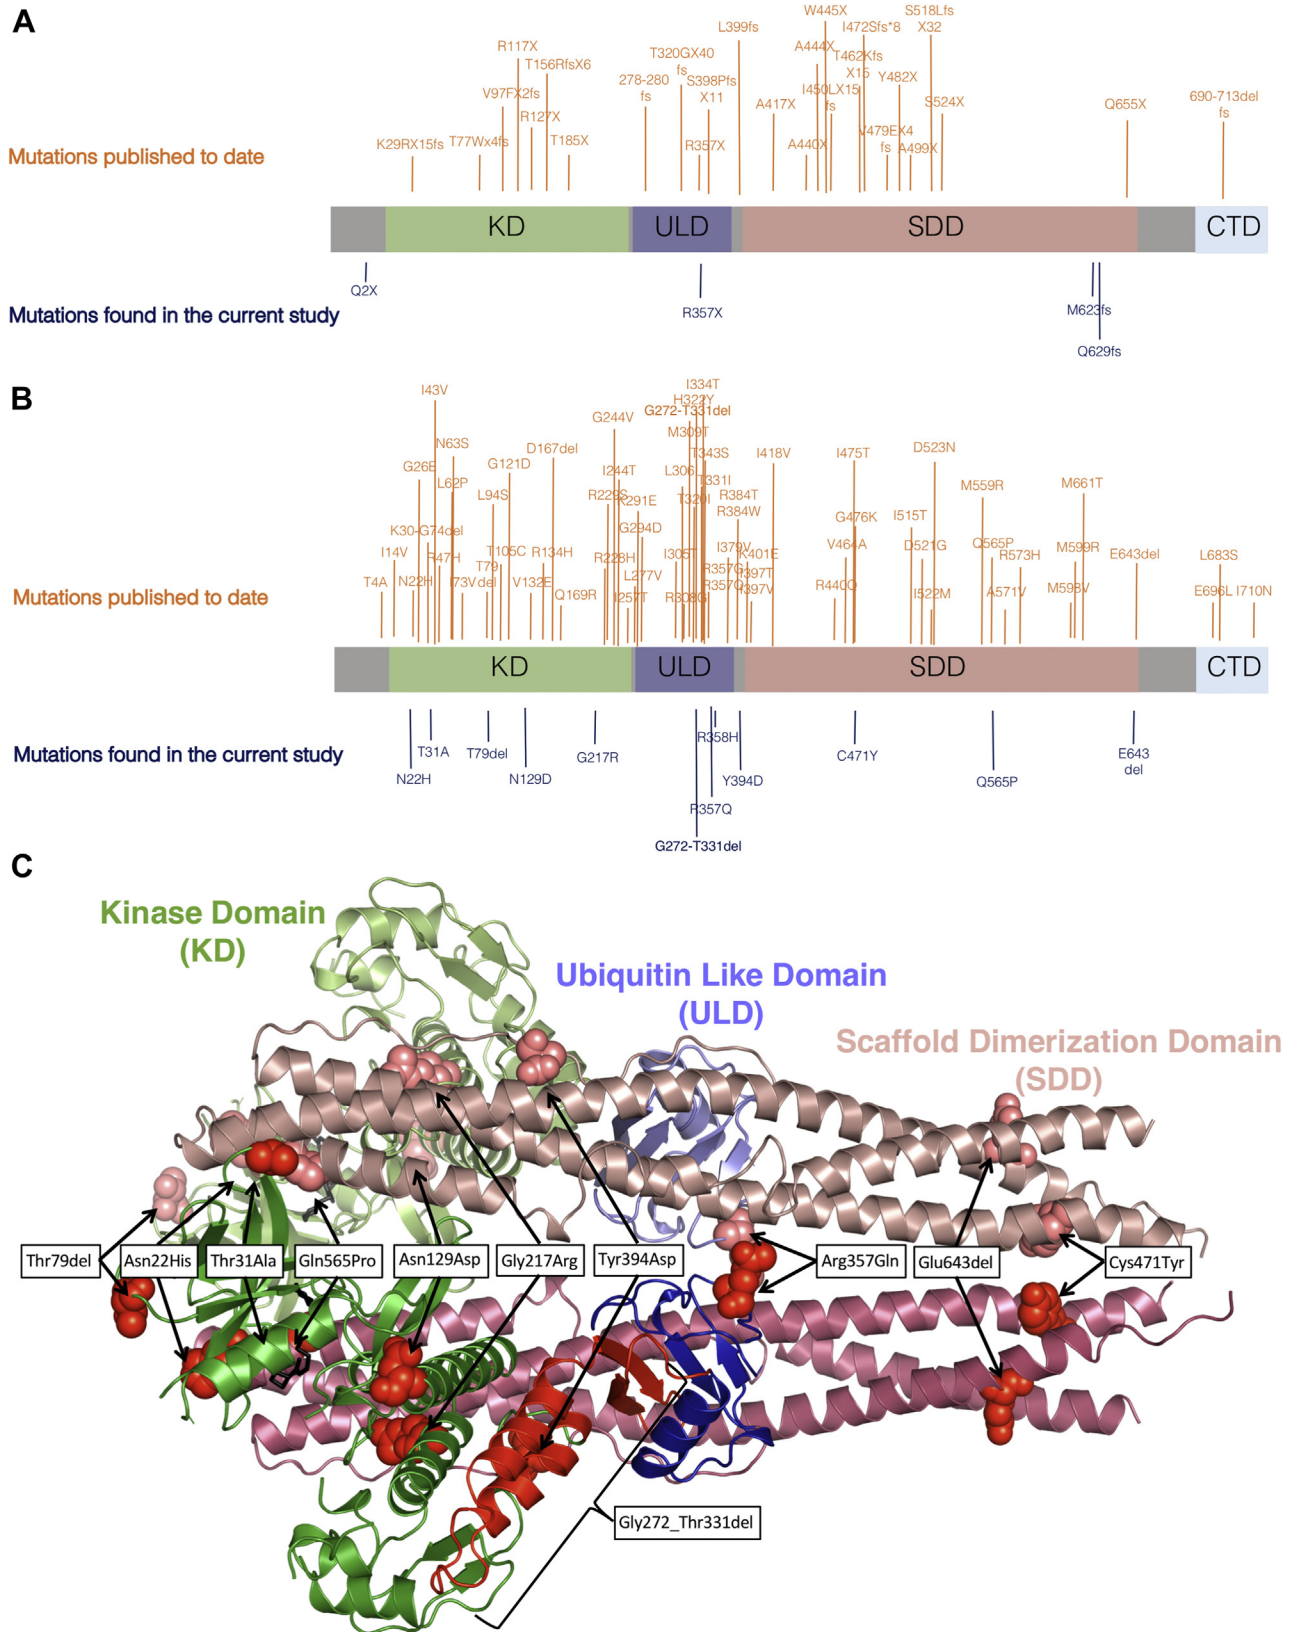 A
W445X
S518Lfs
X32
L399fs
I472Sfs*8
R117X
A444X
T320GX40
fs
T462Kfs
X15
T156RfsX6
278-280
fs
S398Pfs
X11
Y482X
V97FX2fs
I450LX15
fs
A417X
S524X
Q655X
690-713del
fs
R127X
K29RX15fs
T77Wx4fs
T185X
R357X
A440X
V479EX4
fs
A499X
Mutations published to date
KD
ULD
SDD
CTD
Q2X
R357X
M623fs
Mutations found in the current study
Q629fs
B
I43V
I334T
H322Y
G272-T331del
G244V
M309T
N63S
D167del
T343S
I418V
I475T
D523N
G26E
G121D
I244T
L306
T331I
L62P
L94S
R229S
K291E
T320I
R384T
R384W
M559R
M661T
K30-G74del
G294D
G476K
I515T
I14V
R47H
T105C
R134H
R228H
I305T
I379V
K401E
V464A
D521G
Q565P
R573H
M599R
E643del
L683S
T4A
N22H
I73Vdel
T79
V132E
Q169R
L277V
I257T
R308G
R357G
R357Q
I397T
I397V
R440Q
I522M
A571V
M598V
E696L
I710N
Mutations published to date
KD
ULD
SDD
CTD
Mutations found in the current study
N22H
T31A
T79del
N129D
G217R
R358H
Y394D
R357Q
G272-T331del
C471Y
Q565P
E643
del
C
Kinase Domain
(KD)
Ubiquitin Like Domain
(ULD)
Scaffold Dimerization Domain
(SDD)
Thr79del
Asn22His
Thr31Ala
Gln565Pro
Asn129Asp
Gly217Arg
Tyr394Asp
Arg357Gln
Glu643del
Cys471Tyr
Gly272_Thr331del